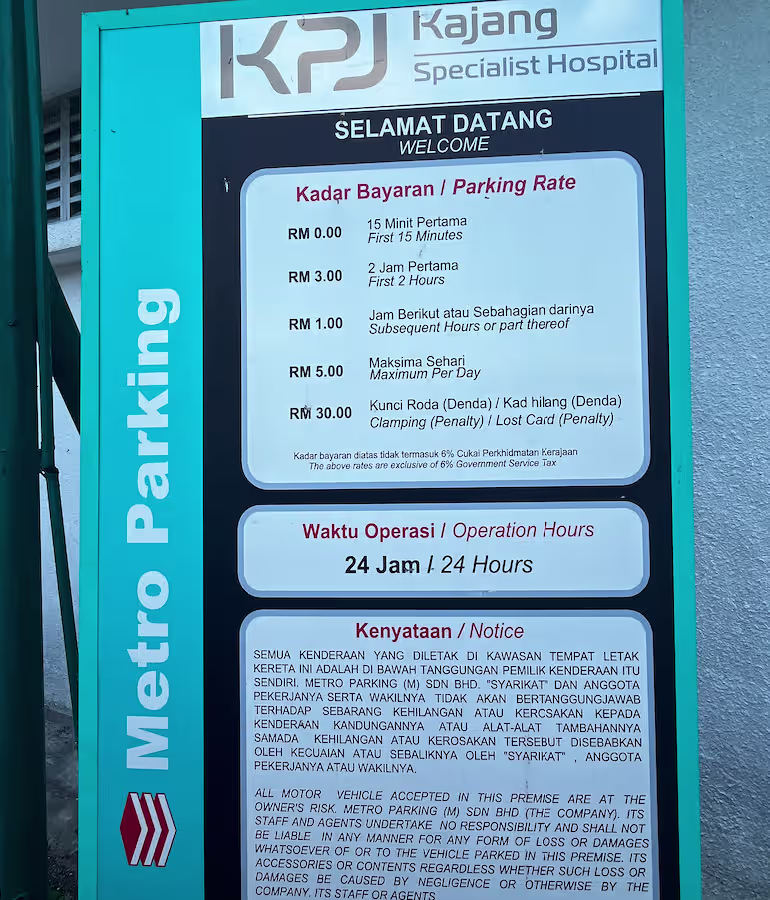 KPJ Kajang
Specialist Hospital
SELAMAT DATANG
WELCOME
Kadar Bayaran / Parking Rate
RM 0.00 15 Minit Pertama
First 15 Minutes
RM 3.00 2 Jam Pertama
First 2 Hours
RM 1.00 Jam Berikut atau Sebahagian darinya
Subsequent Hours or part thereof
RM 5.00 Maksima Sehari
Maximum Per Day
RM 30.00 Kunci Roda (Denda) / Kad hilang (Denda)
Clamping (Penalty) / Lost Card (Penalty)
Kadar bayaran diatas tidak termasuk 6% Cukai Perkhidmatan Kerajaan
The above rates are exclusive of 6% Government Service Tax
Waktu Operasi / Operation Hours
24 Jam / 24 Hours
Kenyataan / Notice
SEMUA KENDERAAN YANG DILETAK DI KAWASAN TEMPAT LETAK
KERETA INI ADALAH DI BAWAH TANGGUNGAN PEMILIK KENDERAAN ITU
SENDIRI. METRO PARKING (M) SDN BHD. "SYARIKAT" DAN ANGGOTA
PEKERJANYA SERTA WAKILNYA TIDAK AKAN BERTANGGUNGJAWAB
TERHADAP SEBARANG KEHILANGAN ATAU KERCSAKAN KEPADA
KENDERAAN KANDUNGANNYA ATAU ALAT-ALAT TAMBAHANNYA
SAMADA KEHILANGAN ATAU KEROSAKAN TERSEBUT DISEBABKAN
OLEH KECUAIAN ATAU SEBALIKNYA OLEH "SYARIKAT" , ANGGOTA
PEKERJANYA ATAU WAKILNYA.
ALL MOTOR VEHICLE ACCEPTED IN THIS PREMISE ARE AT THE
OWNER'S RISK. METRO PARKING (M) SDN BHD (THE COMPANY). ITS
STAFF AND AGENTS UNDERTAKE NO RESPONSIBILITY AND SHALL NOT
BE LIABLE IN ANY MANNER FOR ANY FORM OF LOSS OR DAMAGES
WHATSOEVER OF OR TO THE VEHICLE PARKED IN THIS PREMISE. ITS
ACCESSORIES OR CONTENTS REGARDLESS WHETHER SUCH LOSS OR
DAMAGES BE CAUSED BY NEGLIGENCE OR OTHERWISE BY THE
COMPANY. ITS STAFF OR AGENTS
Metro Parking